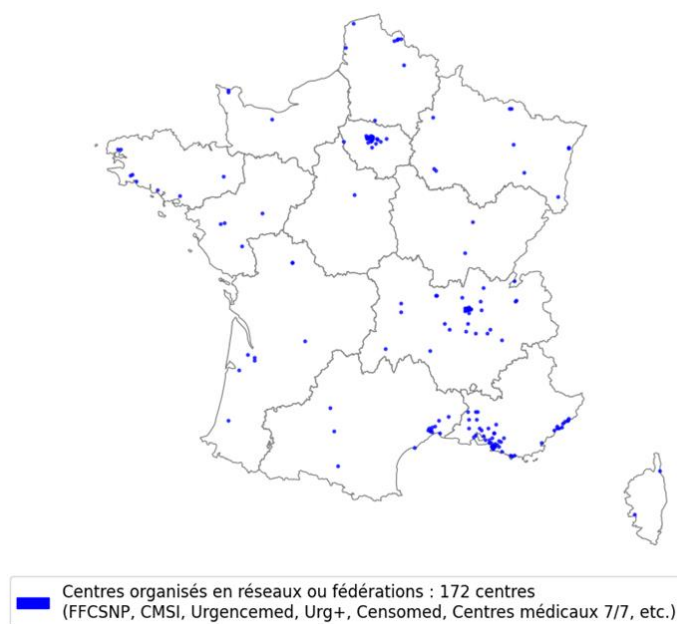 Centres organisés en réseaux ou fédérations : 172 centres
(FFCSNP, CMSI, Urgencemed, Urg+, Censomed, Centres médicaux 7/7, etc.)